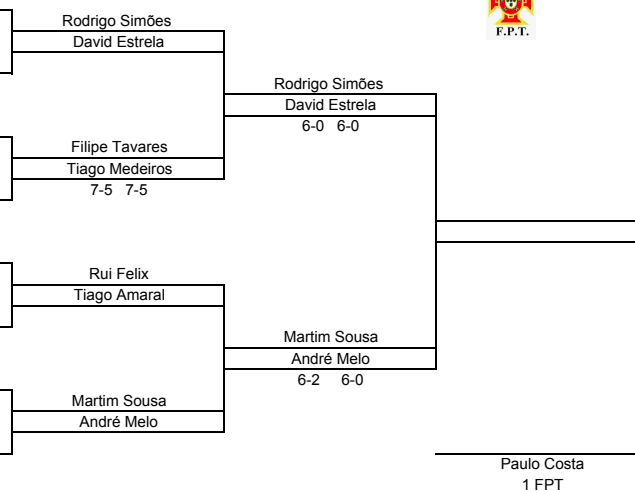 F.P.T.
Rodrigo Simões
David Estrela
Rodrigo Simões
David Estrela
6-0 6-0
Filipe Tavares
Tiago Medeiros
7-5 7-5
Rui Felix
Tiago Amaral
Martim Sousa
André Melo
6-2 6-0
Martim Sousa
André Melo
Paulo Costa
1 FPT